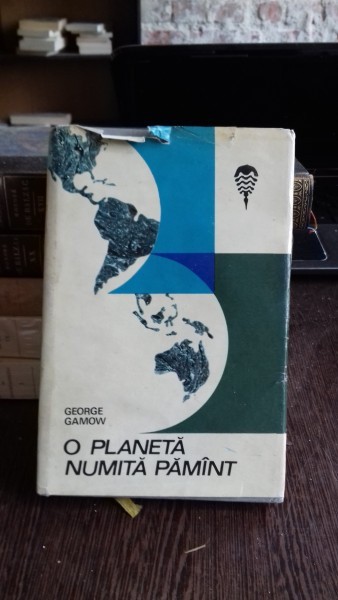 GEORGE
GAMOW
O PLANETĂ
NUMITĂ PĂMÎNT